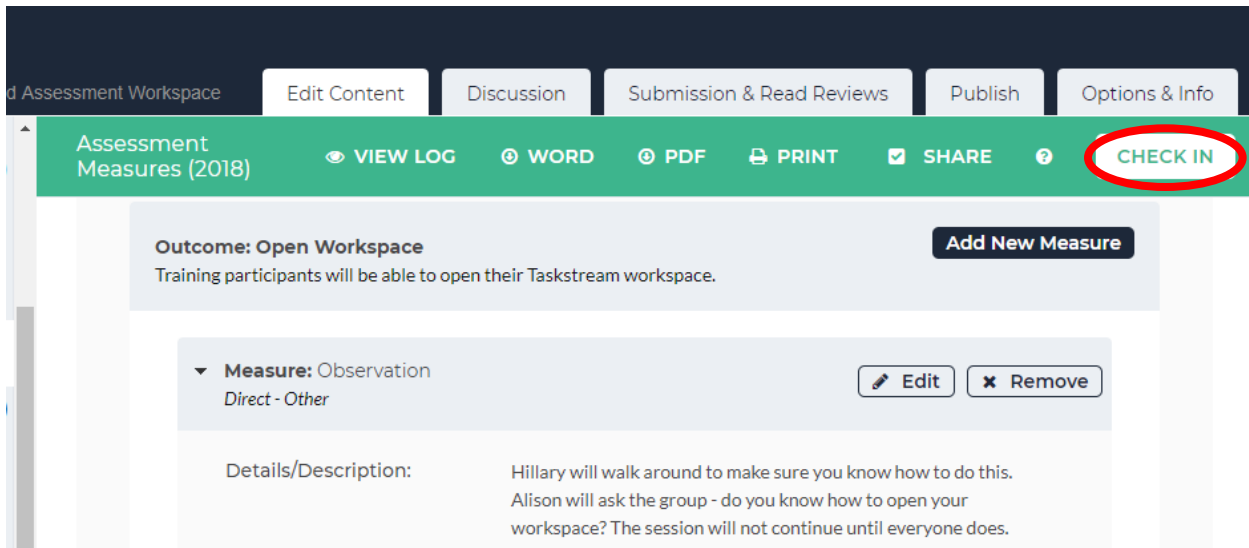 d Assessment Workspace Edit Content Discussion Submission & Read Reviews Publish Options & Info
Assessment
Measures (2018) VIEW LOG WORD PDF PRINT SHARE ? CHECK IN
Outcome: Open Workspace Add New Measure
Training participants will be able to open their Taskstream workspace.
Measure: Observation Edit Remove
Direct - Other
Details/Description: Hillary will walk around to make sure you know how to do this.
Alison will ask the group - do you know how to open your
workspace? The session will not continue until everyone does.